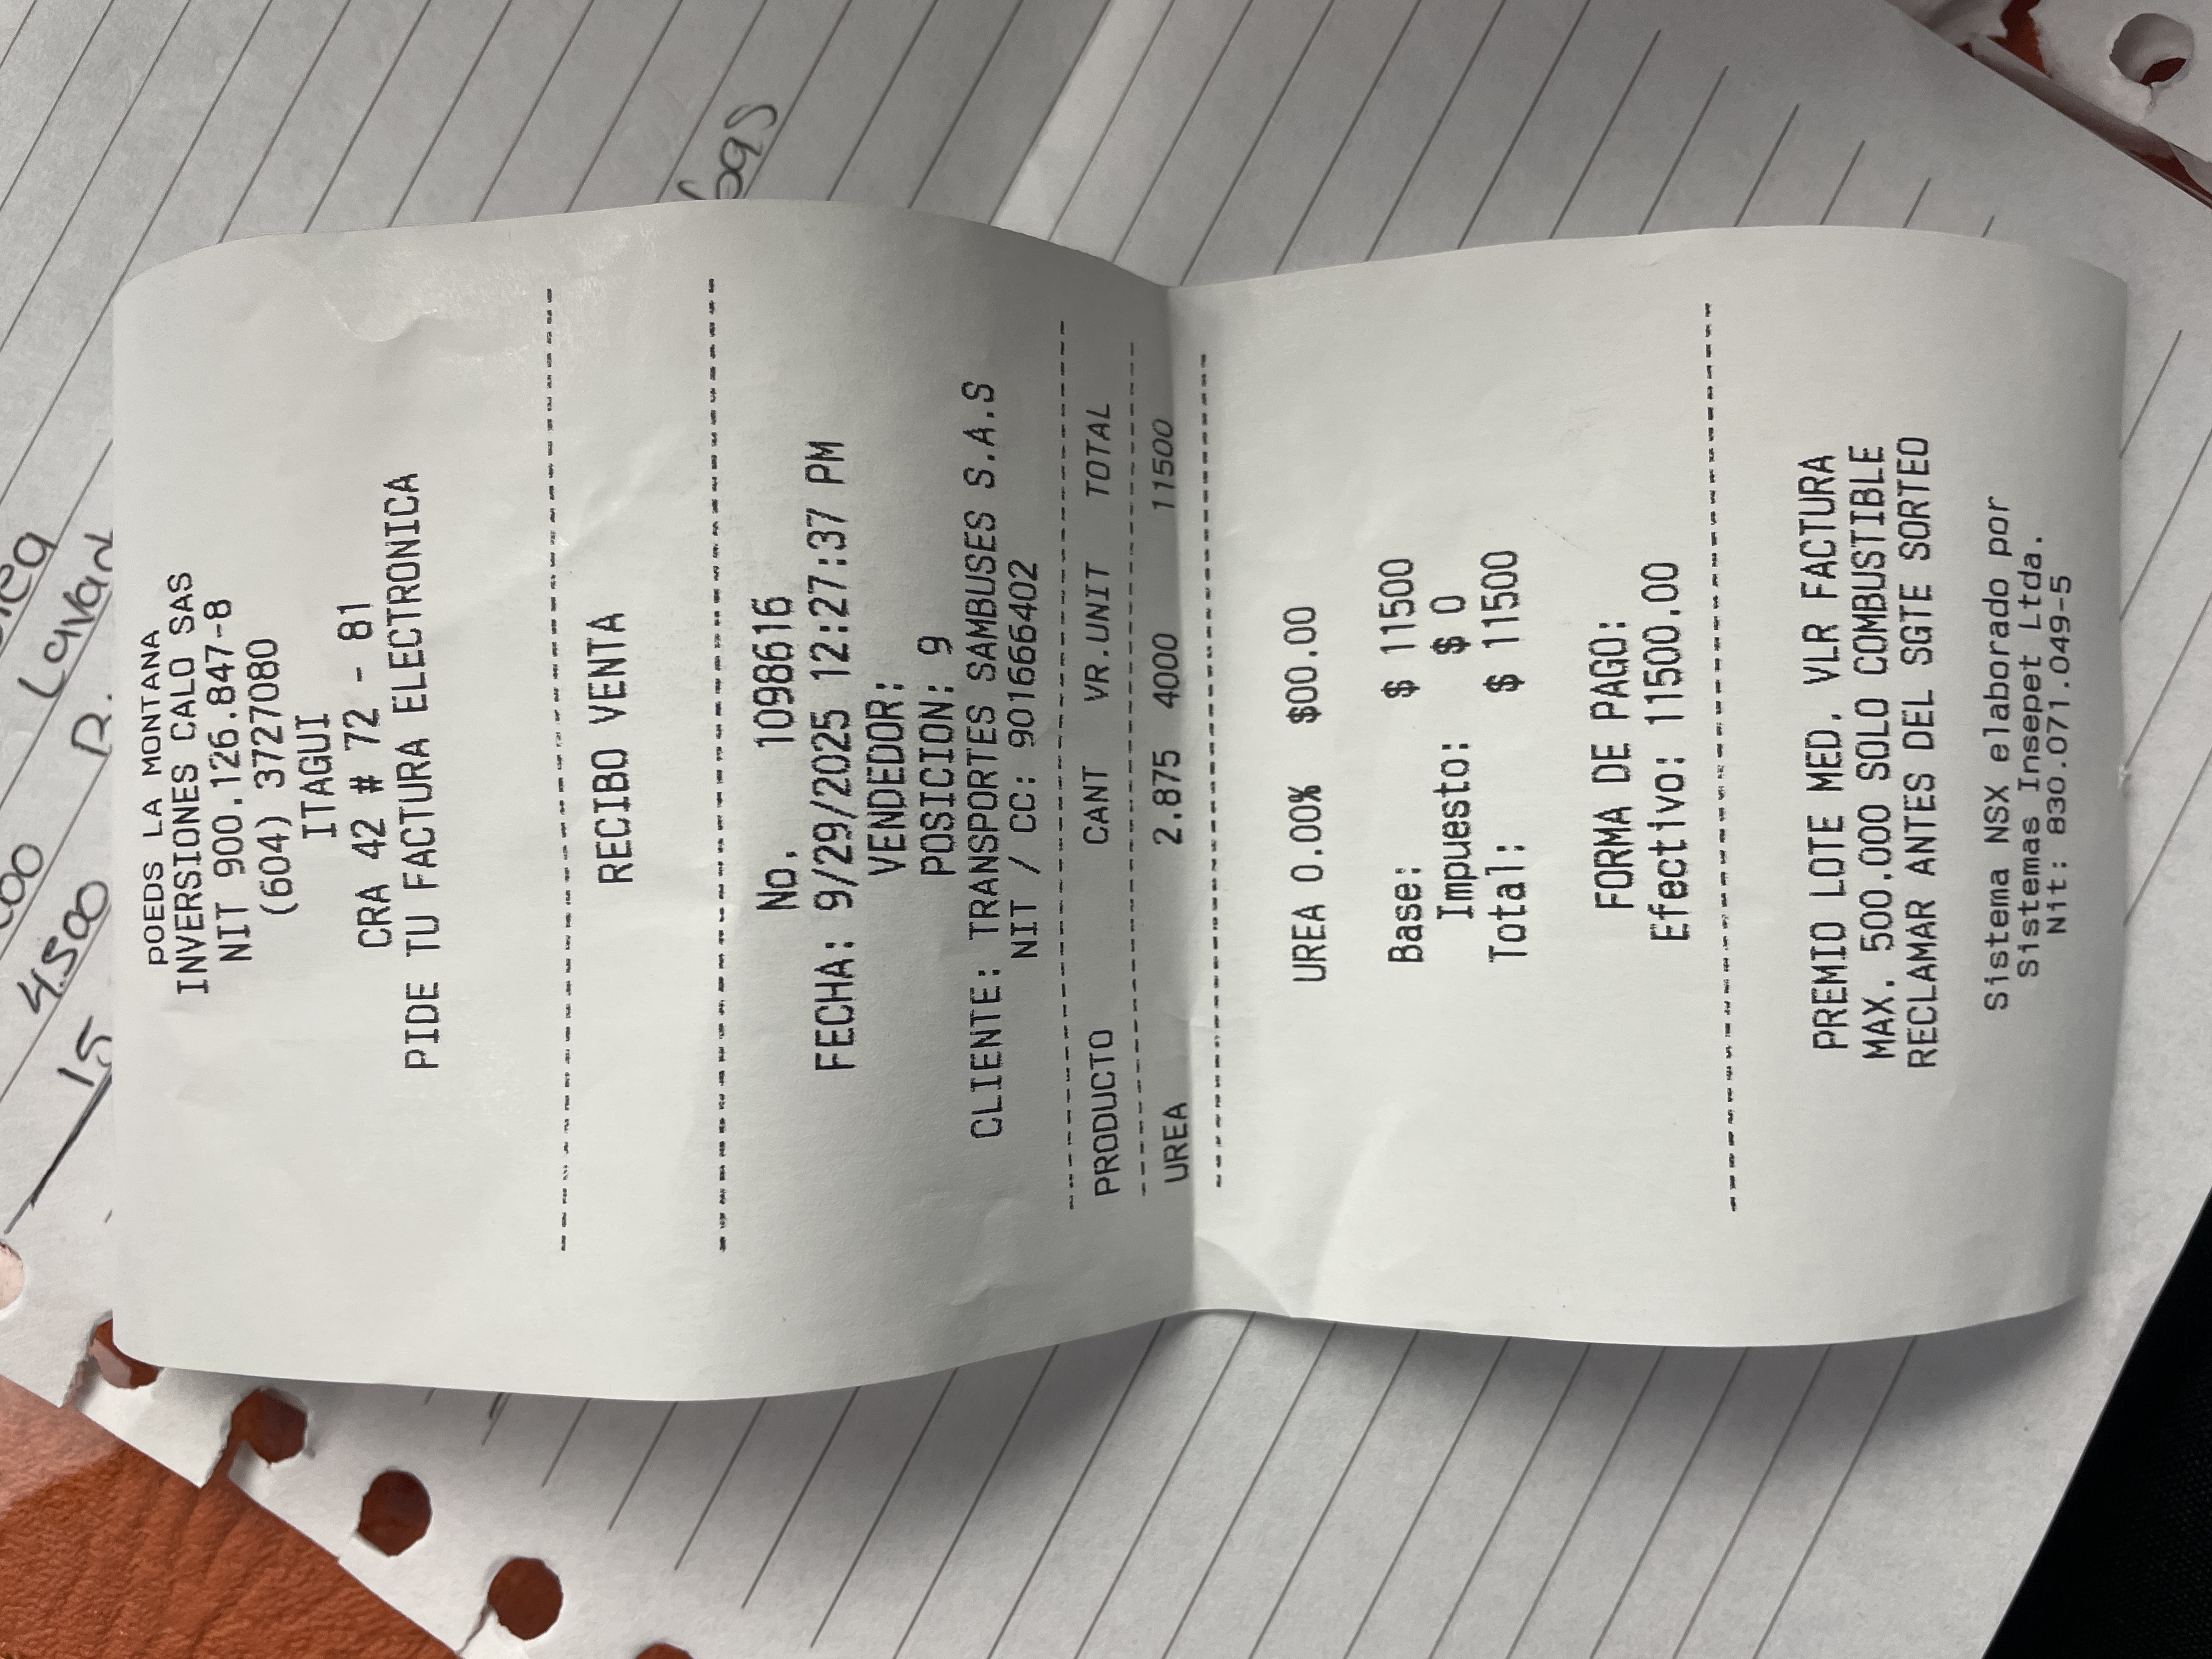 pOEDS LA MONTANA
INVERSIONES CALO SAS
NIT 900.126.847-8
(604) 3727080
ITAGUI
CRA 42 # 72 - 81
PIDE TU FACTURA ELECTRONICA
RECIBO VENTA
No. 1098616
FECHA: 9/29/2025 12:27:37 PM
VENDEDOR:
POSICION: 9
CLIENTE: TRANSPORTES SAMBUSES S.A.S
NIT / CC: 901666402
PRODUCTO CANT VR.UNIT TOTAL
UREA 2.875 4000 11500
UREA 0.00% $00.00
Base: $ 11500
Impuesto: $ 0
Total: $ 11500
FORMA DE PAGO:
Efectivo: 11500.00
PREMIO LOTE MED. VLR FACTURA
MAX. 500.000 SOLO COMBUSTIBLE
RECLAMAR ANTES DEL SGTE SORTEO
Sistema NSX elaborado por
Sistemas Insepet Ltda.
Nit: 830.071.049-5
4.500
15